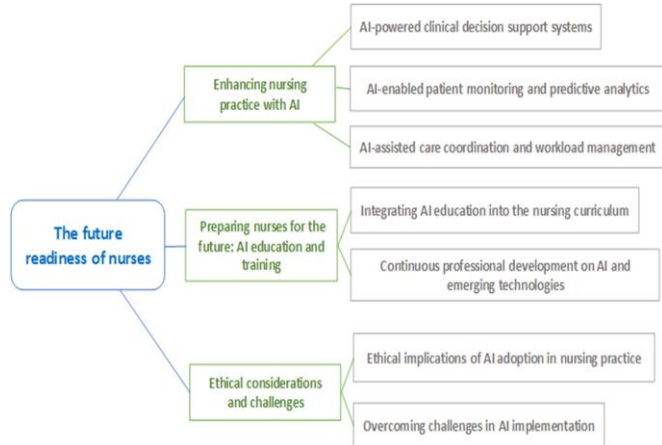 The future
readiness of nurses
Enhancing nursing
practice with AI
AI-powered clinical decision support systems
AI-enabled patient monitoring and predictive analytics
AI-assisted care coordination and workload management
Preparing nurses for the
future: AI education and
training
Integrating AI education into the nursing curriculum
Continuous professional development on AI and
emerging technologies
Ethical considerations
and challenges
Ethical implications of AI adoption in nursing practice
Overcoming challenges in AI implementation